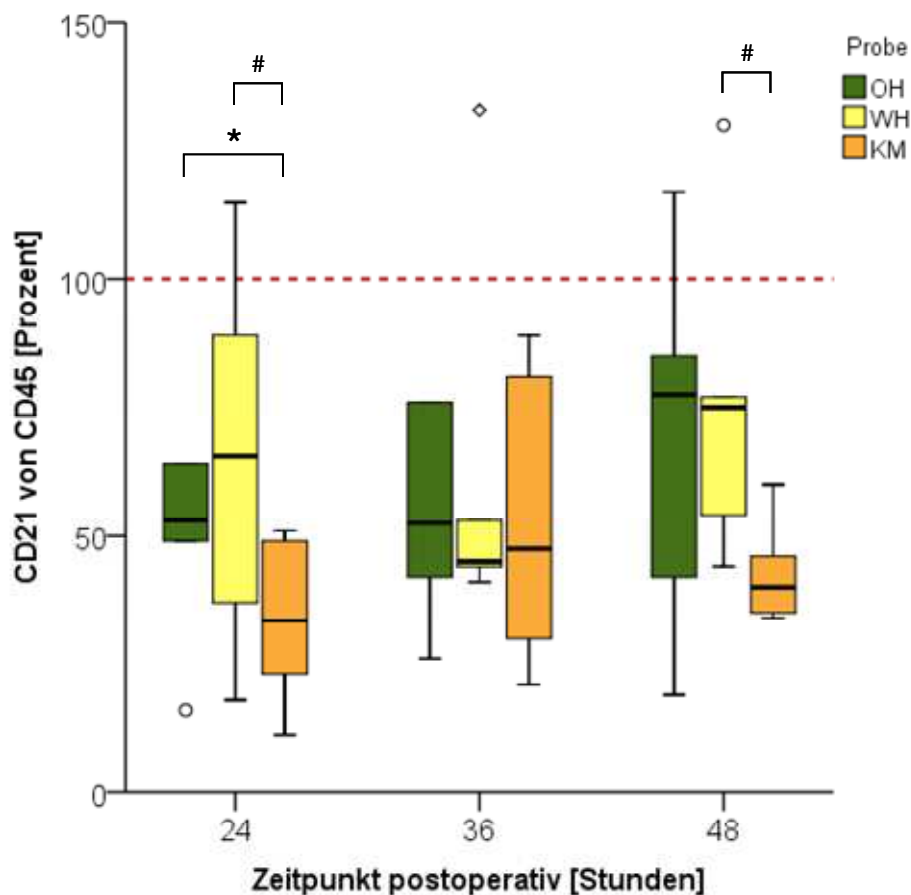 150
100
50
0
CD21 von CD45 [Prozent]
#
*
#
Probe
OH
WH
KM
24
36
48
Zeitpunkt postoperativ [Stunden]